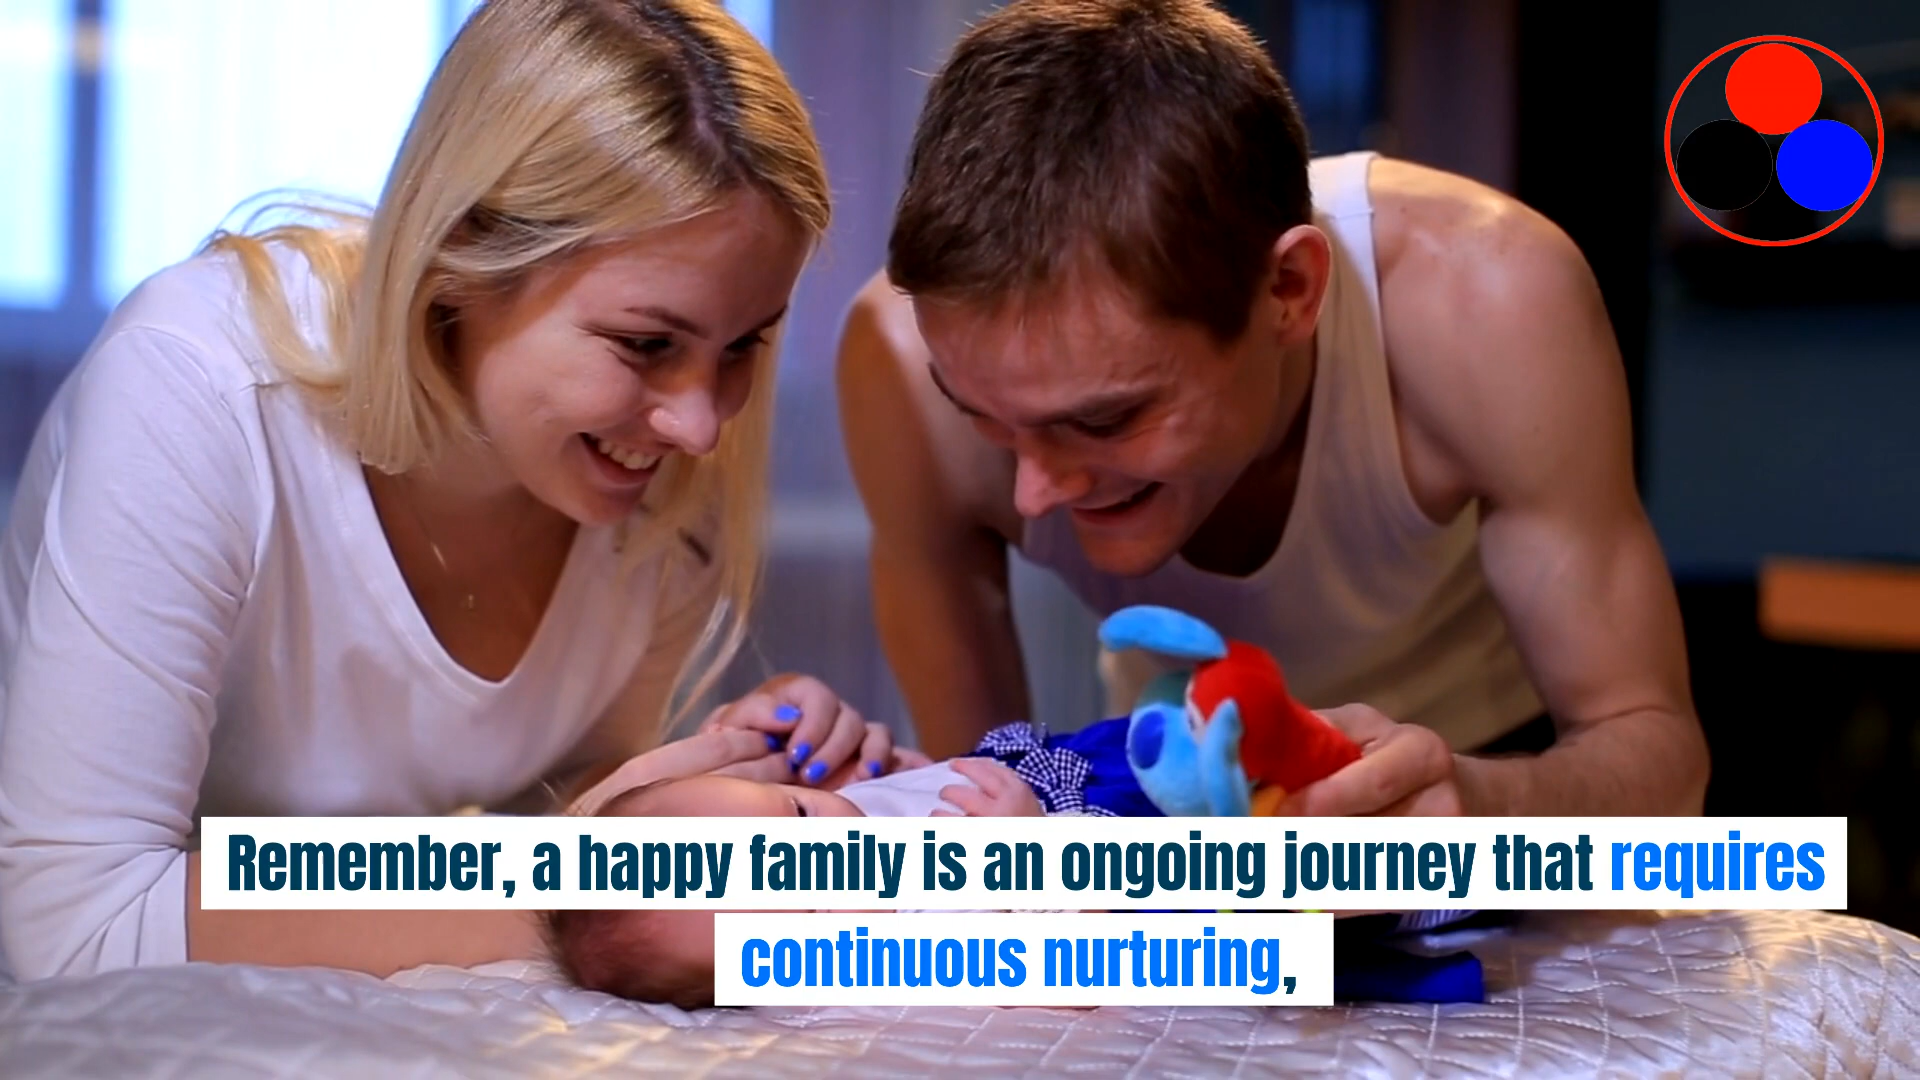 Remember, a happy family is an ongoing journey that requires
continuous nurturing,